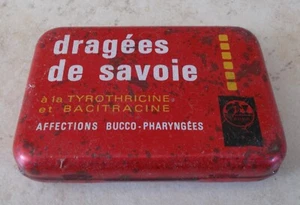 dragées
de savoie
à la TYROTHRICINE
et BACITRACINE
AFFECTIONS BUCCO-PHARYNGÉES